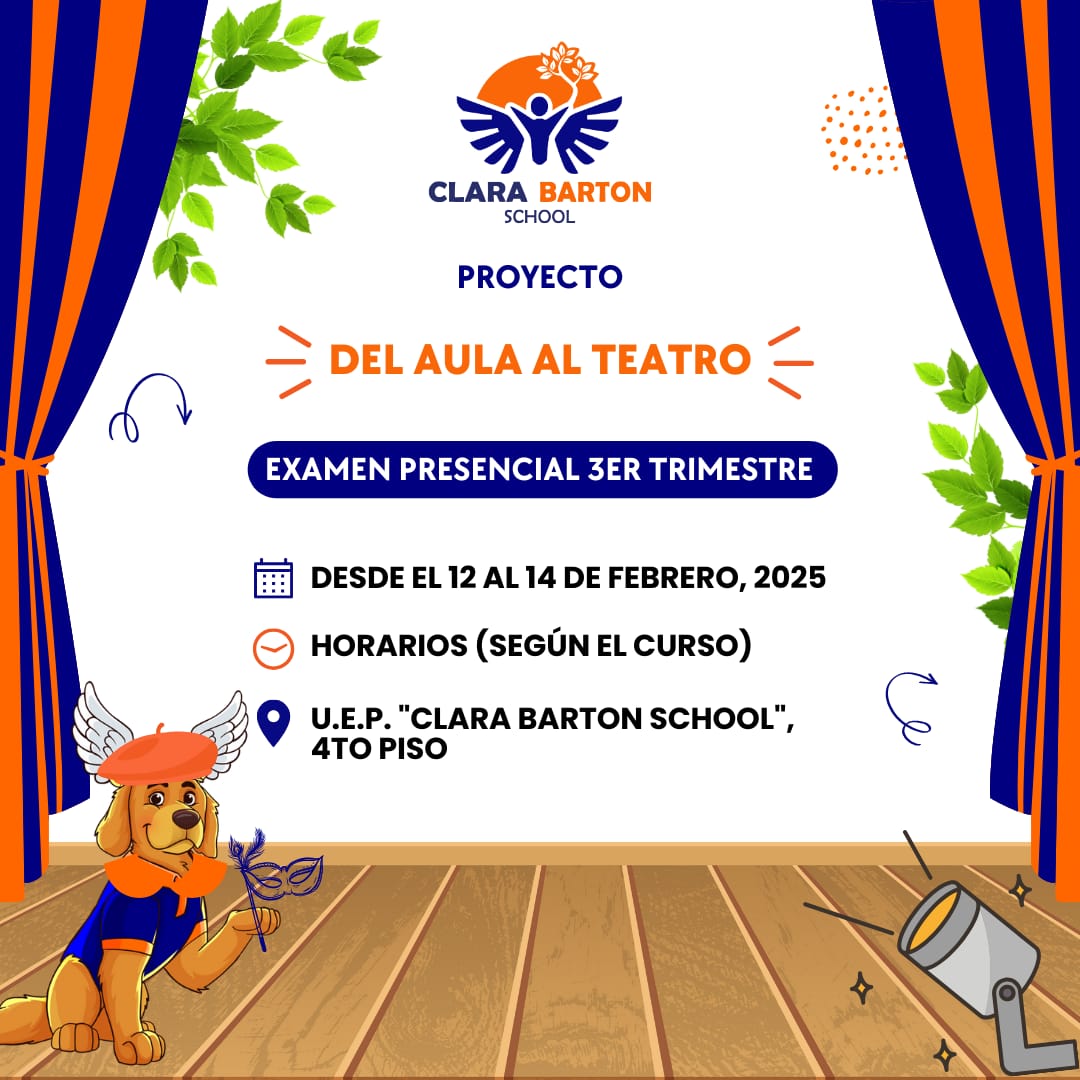 CLARA BARTON
SCHOOL
PROYECTO
DEL AULA AL TEATRO
EXAMEN PRESENCIAL 3ER TRIMESTRE
DESDE EL 12 AL 14 DE FEBRERO, 2025
HORARIOS (SEGÚN EL CURSO)
U.E.P. "CLARA BARTON SCHOOL",
4TO PISO